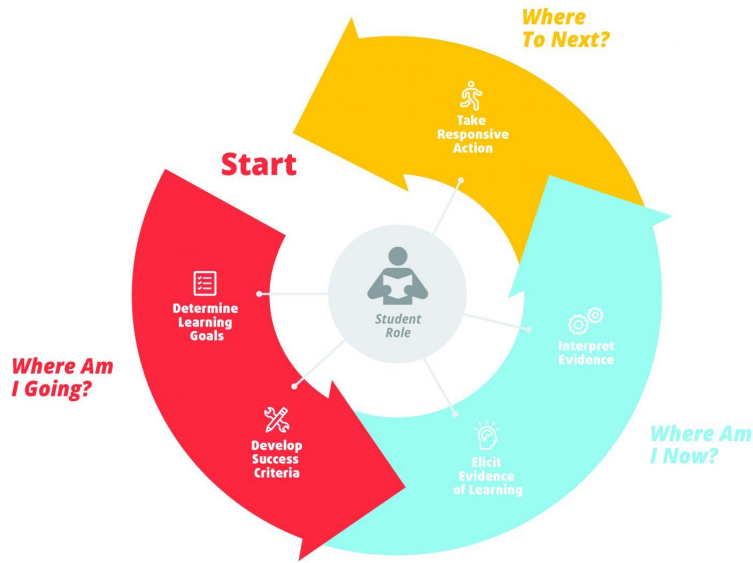 Start
Determine
Learning
Goals
Where Am
I Going?
Develop
Success
Criteria
Elicit
Evidence
of Learning
Interpret
Evidence
Where Am
I Now?
Take
Responsive
Action
Where
To Next?
Student
Role